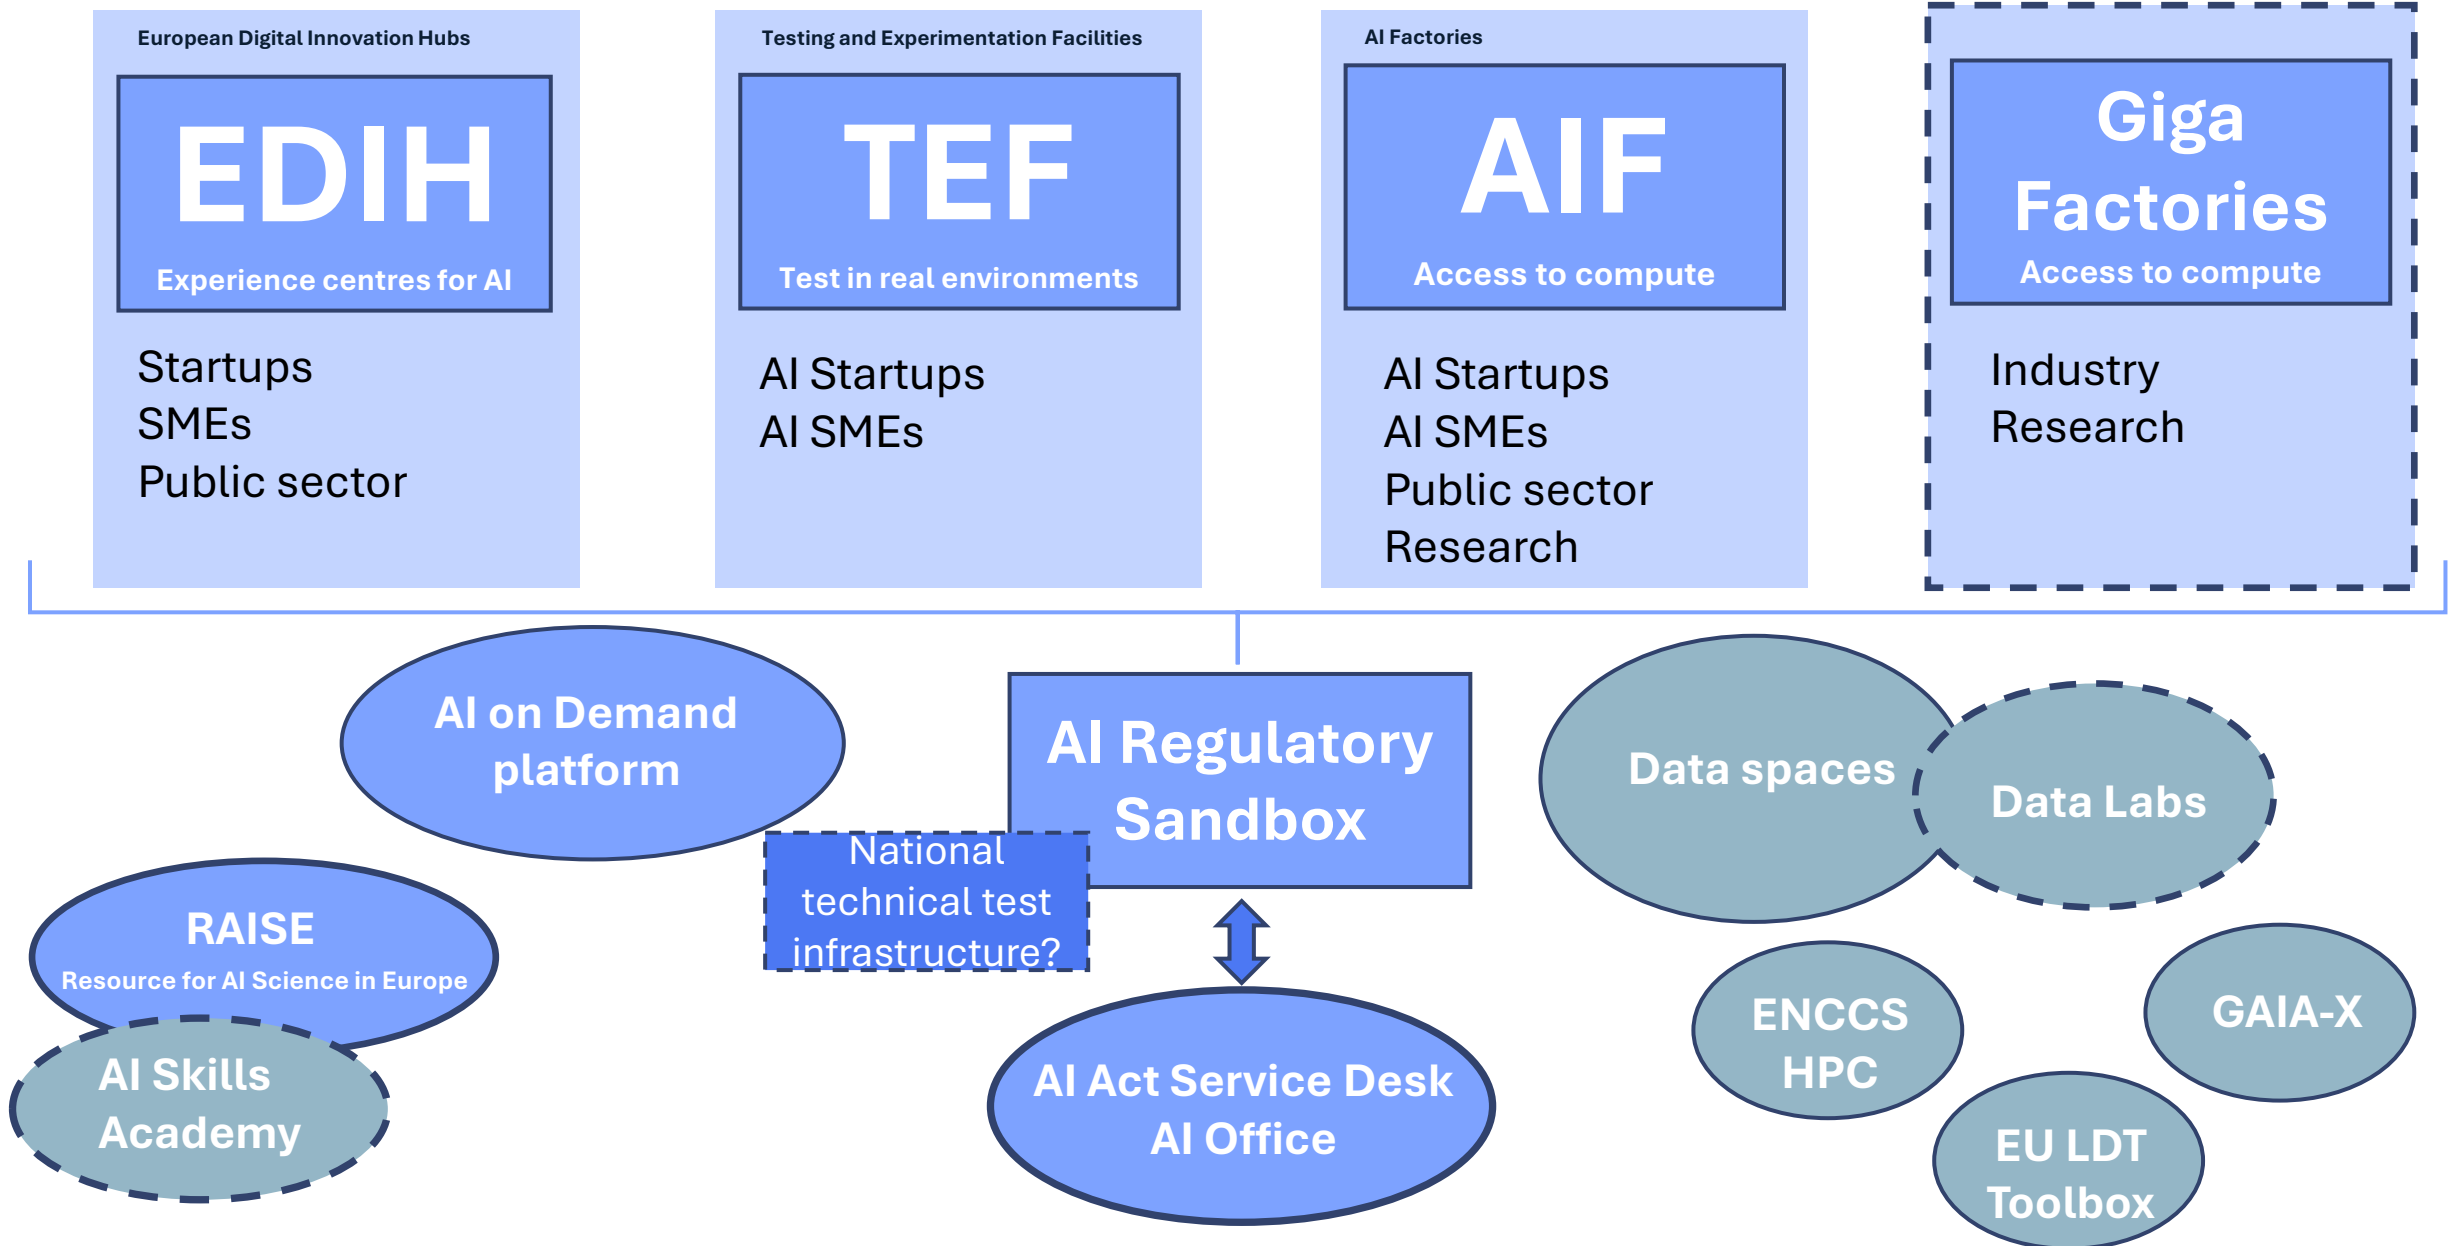 European Digital Innovation Hubs
EDIH
Experience centres for AI
Startups
SMEs
Public sector
Testing and Experimentation Facilities
TEF
Test in real environments
AI Startups
AI SMEs
AI Factories
AIF
Access to compute
AI Startups
AI SMEs
Public sector
Research
Giga
Factories
Access to compute
Industry
Research
AI on Demand
platform
AI Regulatory
Sandbox
National
technical test
infrastructure?
Data spaces
Data Labs
RAISE
Resource for AI Science in Europe
AI Skills
Academy
AI Act Service Desk
AI Office
ENCCS
HPC
GAIA-X
EU LDT
Toolbox